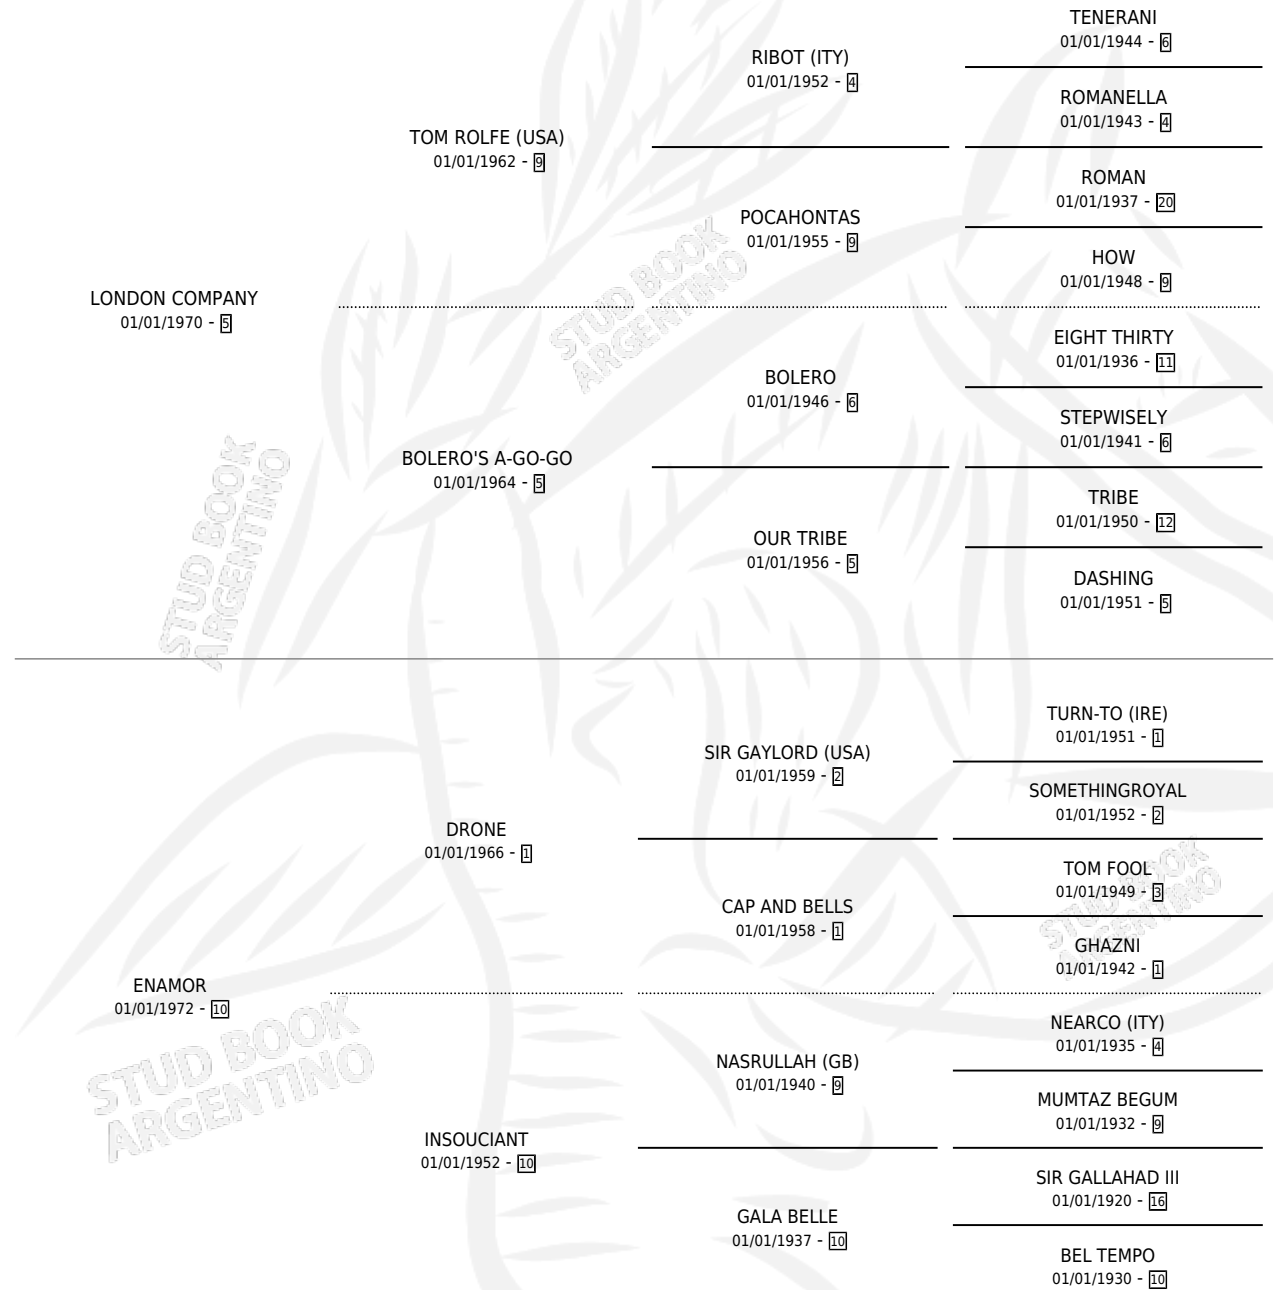 TENERANI
01/01/1944 - 6
RIBOT (ITY)
01/01/1952 - 4
ROMANELLA
01/01/1943 - 4
TOM ROLFE (USA)
01/01/1962 - 9
ROMAN
01/01/1937 - 20
POCAHONTAS
01/01/1955 - 9
HOW
01/01/1948 - 9
LONDON COMPANY
01/01/1970 - 5
EIGHT THIRTY
01/01/1936 - 11
BOLERO
01/01/1946 - 6
STEPWISELY
01/01/1941 - 6
BOLERO'S A-GO-GO
01/01/1964 - 5
TRIBE
01/01/1950 - 12
OUR TRIBE
01/01/1956 - 5
DASHING
01/01/1951 - 5
TURN-TO (IRE)
01/01/1951 - 1
SIR GAYLORD (USA)
01/01/1959 - 2
SOMETHINGROYAL
01/01/1952 - 2
DRONE
01/01/1966 - 1
TOM FOOL
01/01/1949 - 3
CAP AND BELLS
01/01/1958 - 1
GHAZNI
01/01/1942 - 1
ENAMOR
01/01/1972 - 10
NEARCO (ITY)
01/01/1935 - 4
NASRULLAH (GB)
01/01/1940 - 9
MUMTAZ BEGUM
01/01/1932 - 9
INSOUCIANT
01/01/1952 - 10
SIR GALLAHAD III
01/01/1920 - 16
GALA BELLE
01/01/1937 - 10
BEL TEMPO
01/01/1930 - 10
STUD BOOK
ARGENTINO
STUD BOOK
ARGENTINO
STUD BOOK
ARGENTINO
STUD BOOK
ARGENTINO